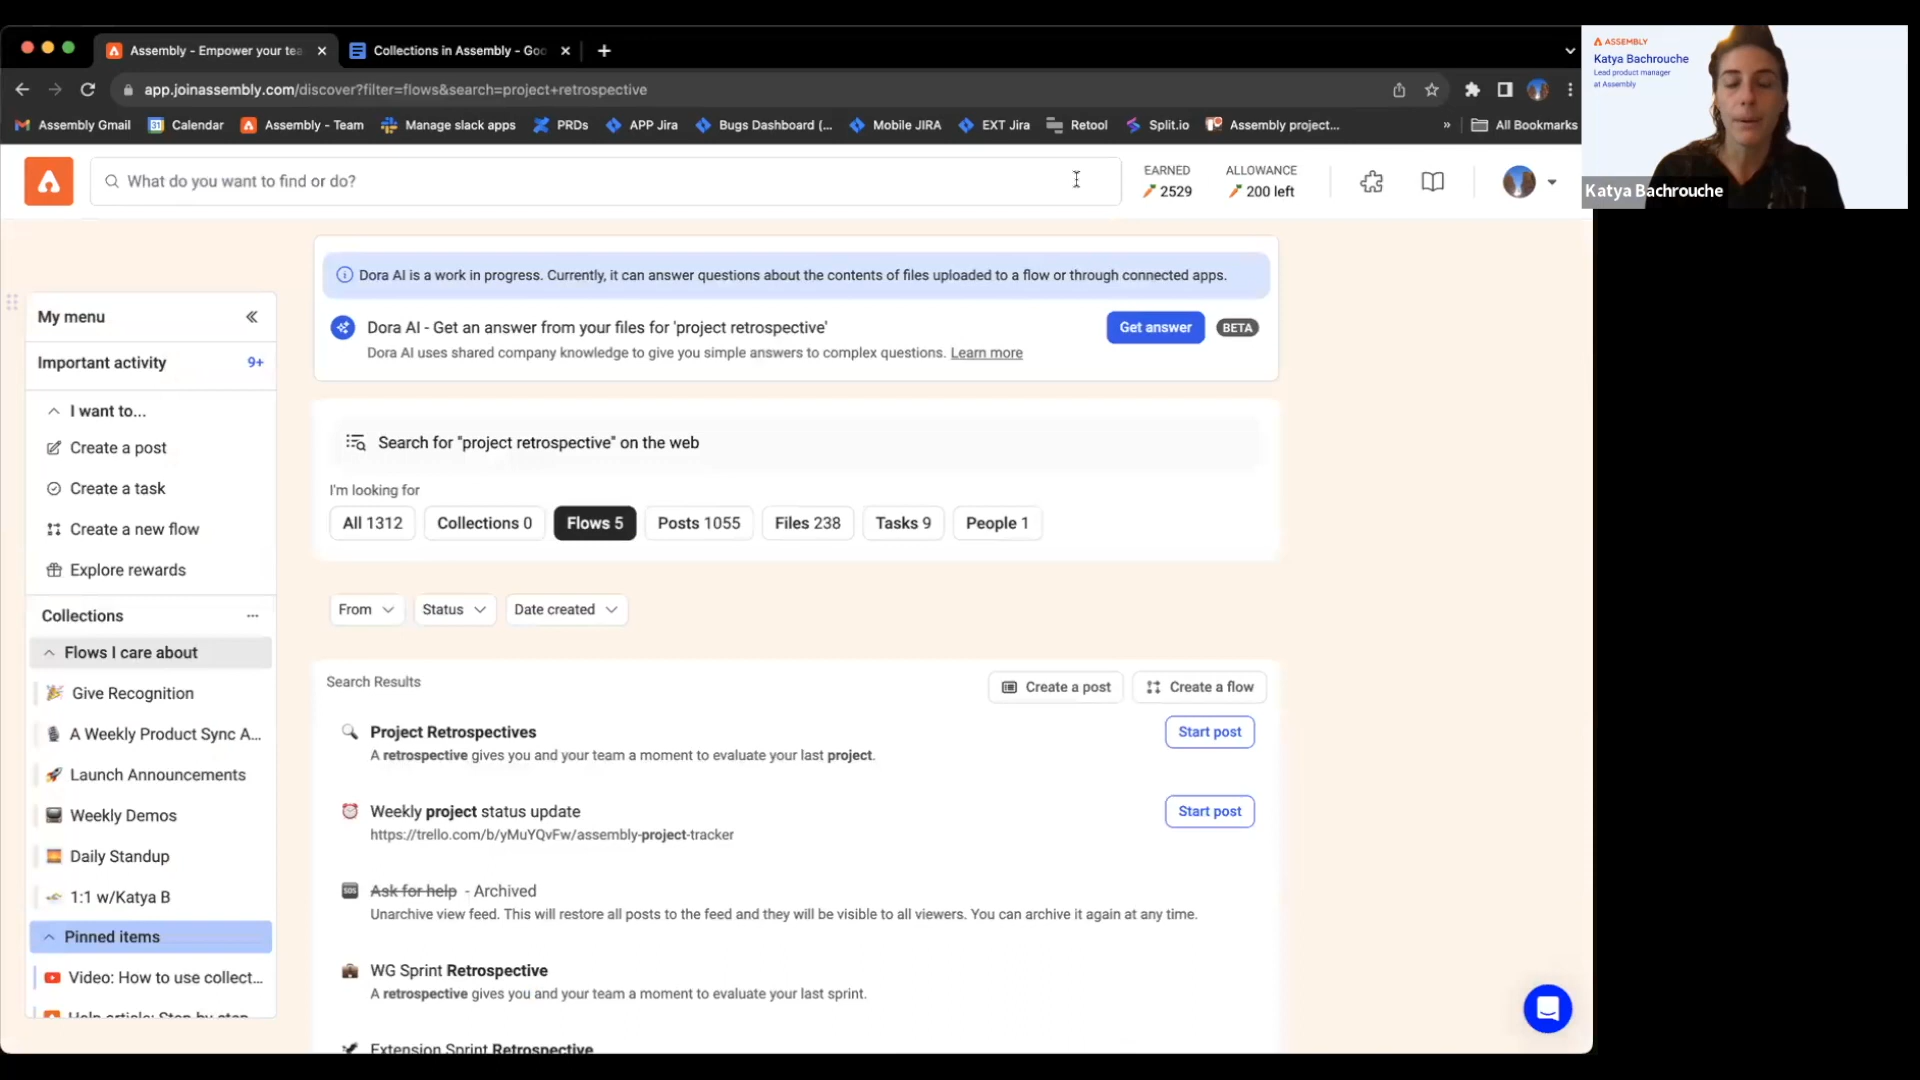 Assembly - Empower your tea
Collections in Assembly - Goo
app.joinassembly.com/discover?filter=flows&search=project+retrospective
Assembly Gmail
Calendar
Assembly - Team
Manage slack apps
PRDs
APP Jira
Bugs Dashboard (...
Mobile JIRA
EXT Jira
Retool
Split.io
Assembly project...
»
All Bookmarks
ASSEMBLY
Katya Bachrouche
Lead product manager
at Assembly
Katya Bachrouche
What do you want to find or do?
EARNED
2529
ALLOWANCE
200 left
Dora AI is a work in progress. Currently, it can answer questions about the contents of files uploaded to a flow or through connected apps.
Dora AI - Get an answer from your files for 'project retrospective'
Get answer
BETA
Dora AI uses shared company knowledge to give you simple answers to complex questions. Learn more
My menu
Important activity 9+
I want to...
Create a post
Create a task
Create a new flow
Explore rewards
Collections
Flows I care about
Give Recognition
A Weekly Product Sync A...
Launch Announcements
Weekly Demos
Daily Standup
1:1 w/Katya B
Pinned items
Video: How to use collect...
Help article: Step by step
Search for "project retrospective" on the web
I'm looking for
All 1312
Collections 0
Flows 5
Posts 1055
Files 238
Tasks 9
People 1
From
Status
Date created
Search Results
Create a post
Create a flow
Project Retrospectives
Start post
A retrospective gives you and your team a moment to evaluate your last project.
Weekly project status update
Start post
https://trello.com/b/yMuYQvFw/assembly-project-tracker
Ask for help - Archived
Unarchive view feed. This will restore all posts to the feed and they will be visible to all viewers. You can archive it again at any time.
WG Sprint Retrospective
A retrospective gives you and your team a moment to evaluate your last sprint.
Extension Sprint Retrospective